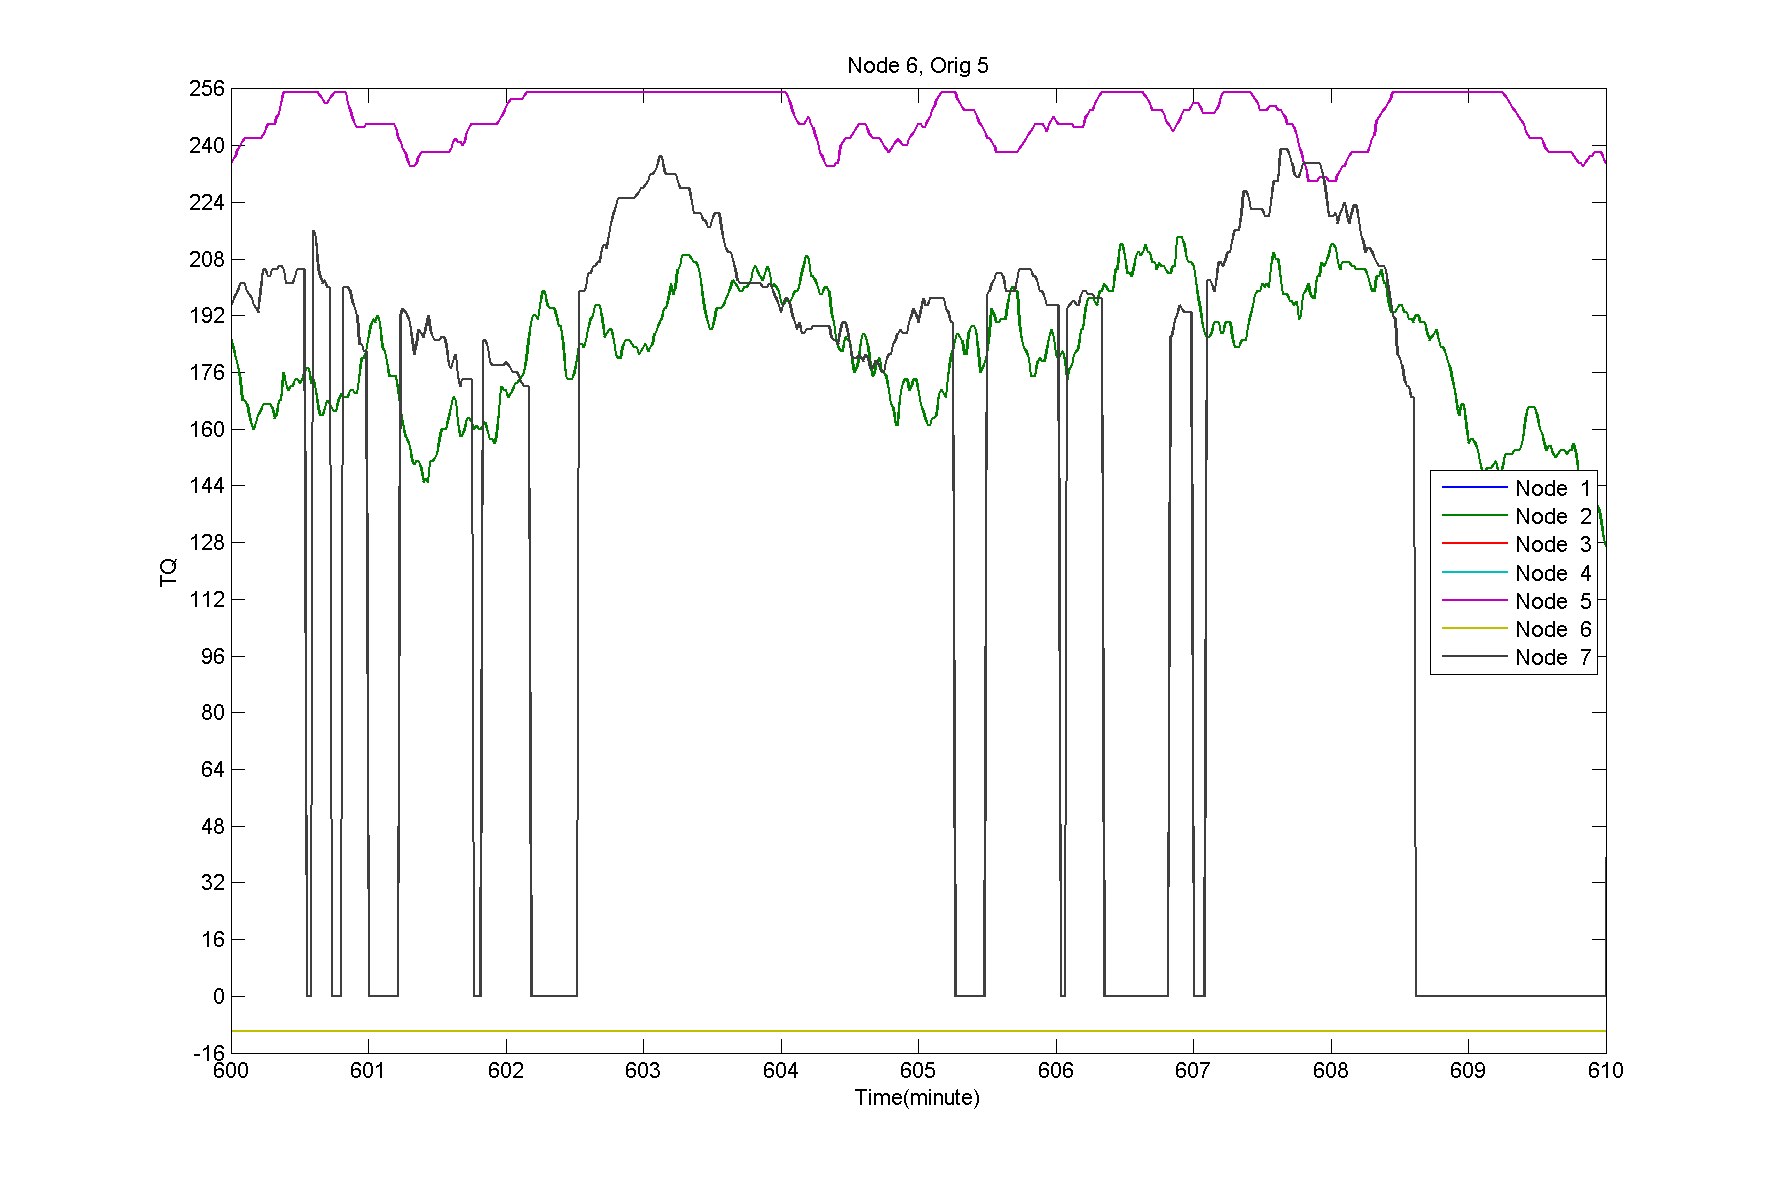 Node 6, Orig 5
256
240
224
208
192
176
160
144
128
112
96
80
64
48
32
16
0
-16
TQ
Node 1
Node 2
Node 3
Node 4
Node 5
Node 6
Node 7
600 601 602 603 604 605 606 607 608 609 610
Time(minute)